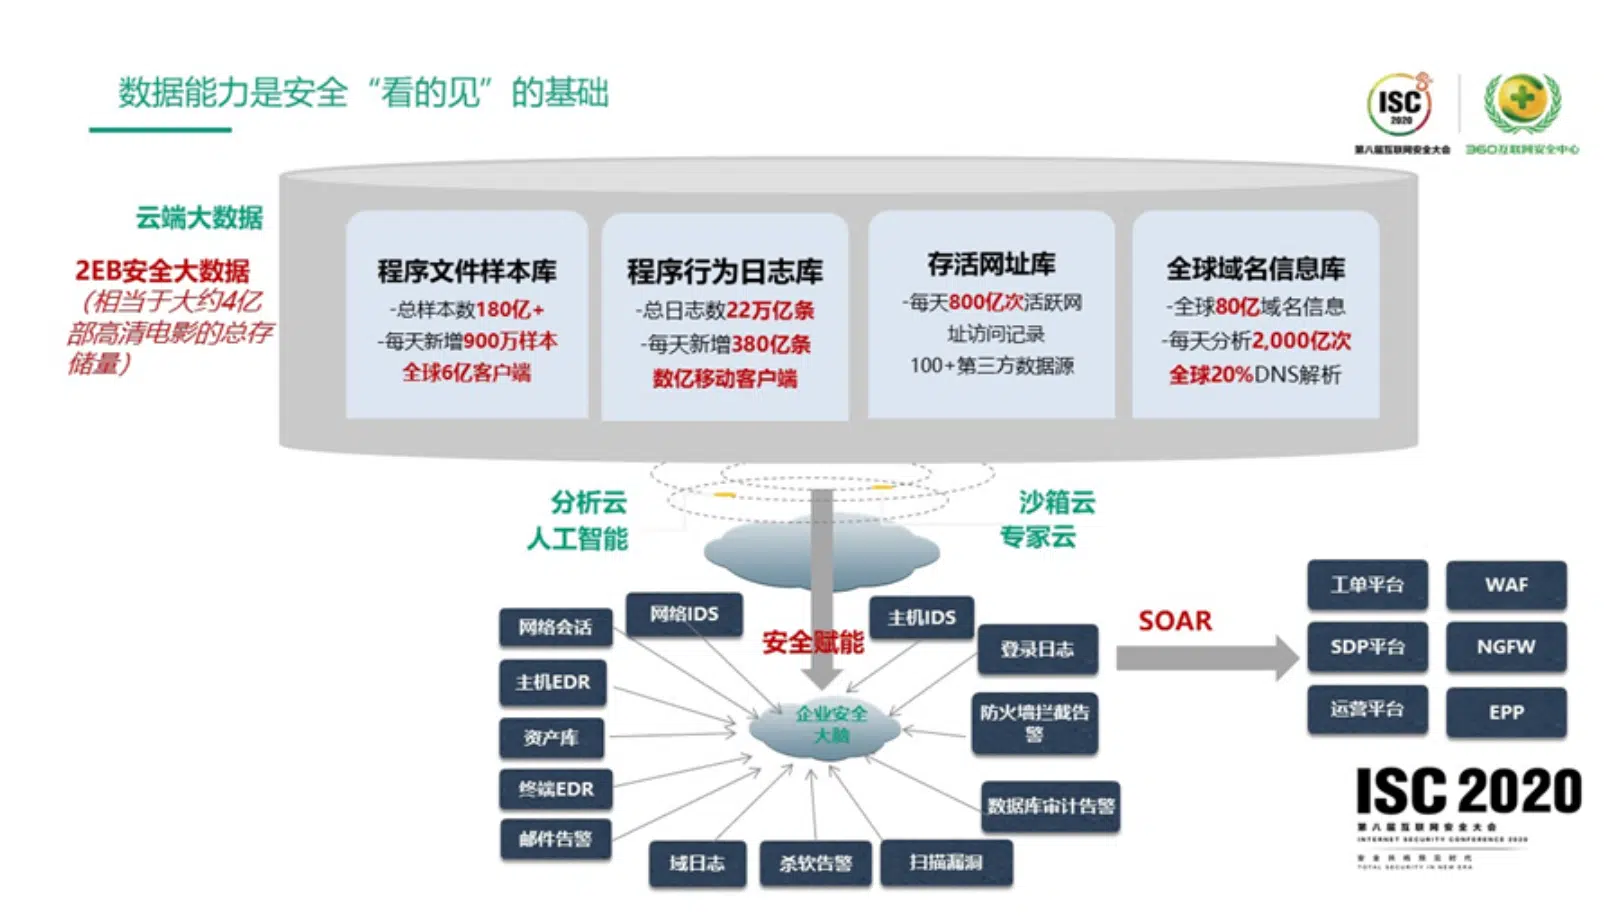 数据能力是安全“看的见”的基础
ISC
2020
第八届互联网安全大会
360互联网安全中心
云端大数据
2EB安全大数据
（相当于大约4亿
部高清电影的总存
储量）
程序文件样本库
-总样本数180亿+
-每天新增900万样本
全球6亿客户端
程序行为日志库
-总日志数22万亿条
-每天新增380亿条
数亿移动客户端
存活网址库
-每天800亿次活跃网
址访问记录
100+第三方数据源
全球域名信息库
-全球80亿域名信息
-每天分析2,000亿次
全球20%DNS解析
分析云
人工智能
沙箱云
专家云
安全赋能
网络会话
网络IDS
主机IDS
登录日志
主机EDR
资产库
终端EDR
邮件告警
域日志
杀软告警
扫描漏洞
数据库审计告警
防火墙拦截告
警
企业安全
大脑
SOAR
工单平台
WAF
SDP平台
NGFW
运营平台
EPP
ISC 2020
第八届互联网安全大会
INTERNET SECURITY CONFERENCE 2020
TOTAL SECURITY IN NEW ERA